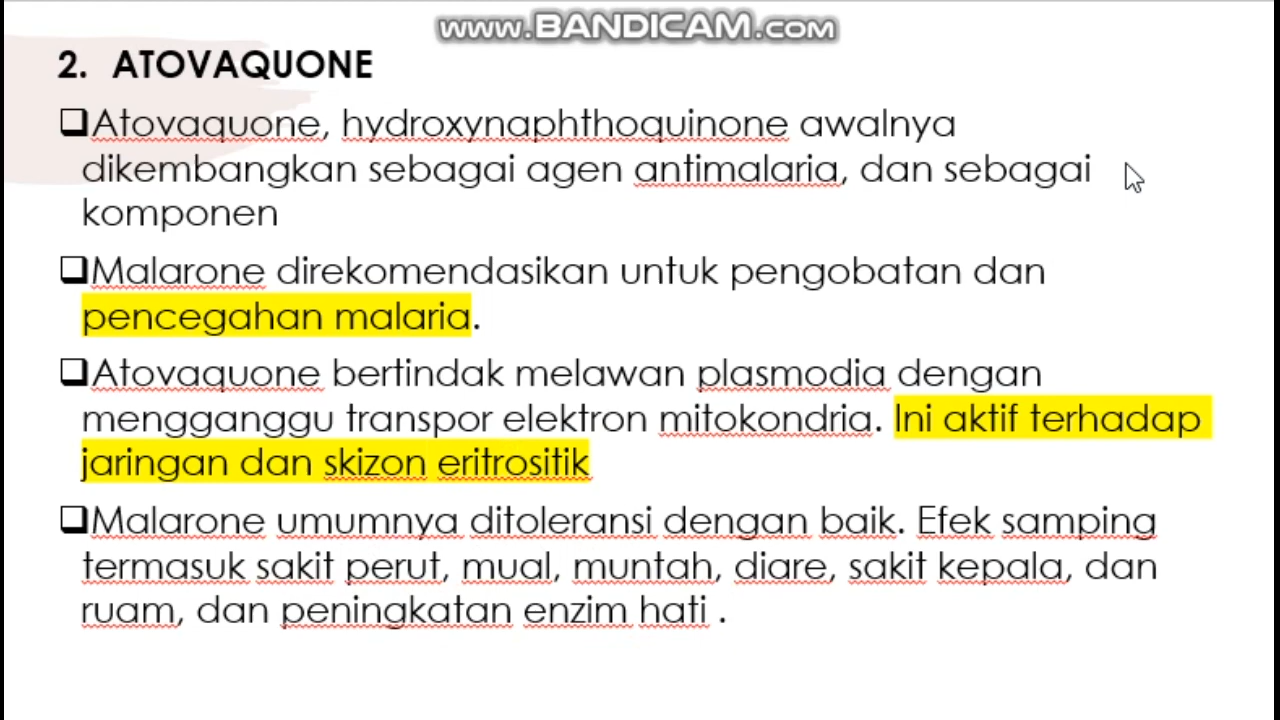 www.BANDICAM.com
2. ATOVAQUONE
❑Atovaquone, hydroxynaphthoquinone awalnya
dikembangkan sebagai agen antimalaria, dan sebagai
komponen
❑Malarone direkomendasikan untuk pengobatan dan
pencegahan malaria.
❑Atovaquone bertindak melawan plasmodia dengan
mengganggu transpor elektron mitokondria. Ini aktif terhadap
jaringan dan skizon eritrositik
❑Malarone umumnya ditoleransi dengan baik. Efek samping
termasuk sakit perut, mual, muntah, diare, sakit kepala, dan
ruam, dan peningkatan enzim hati .